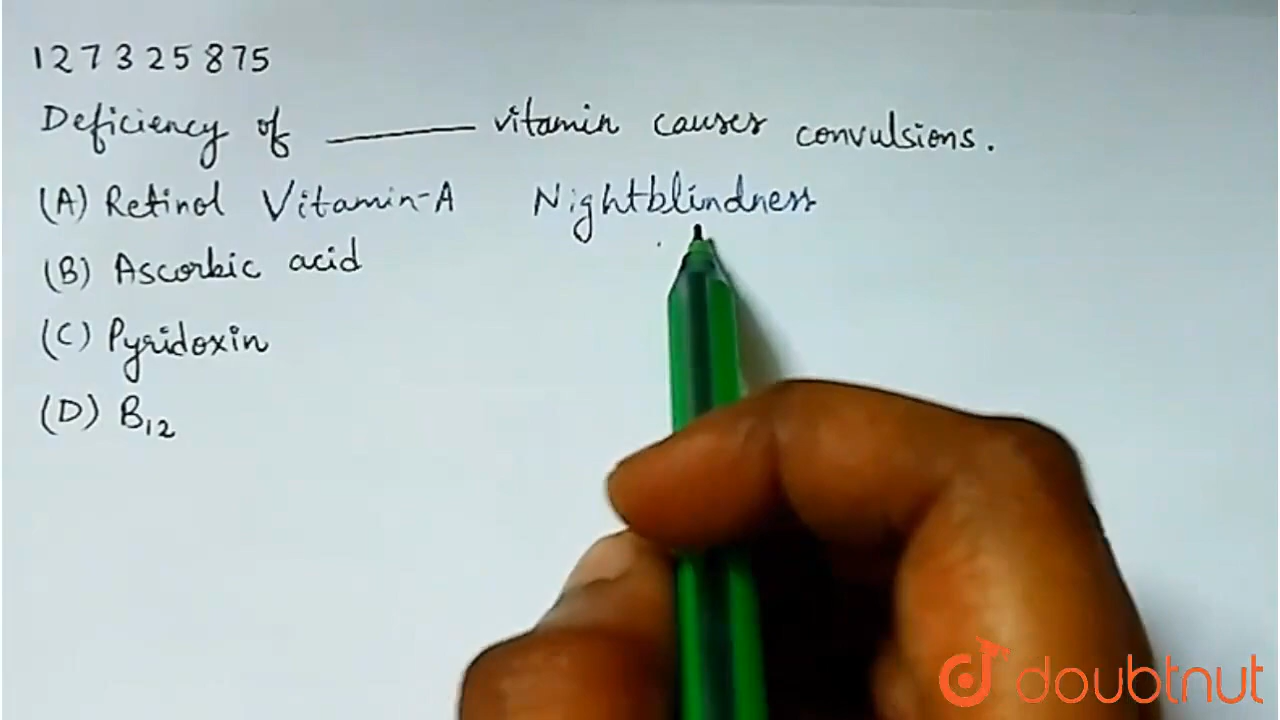 127325875
Deficiency of ______ vitamin causes convulsions.
(A) Retinol Vitamin-A Nightblindness
(B) Ascorbic acid
(C) Pyridoxin
(D) B12
doubtnut